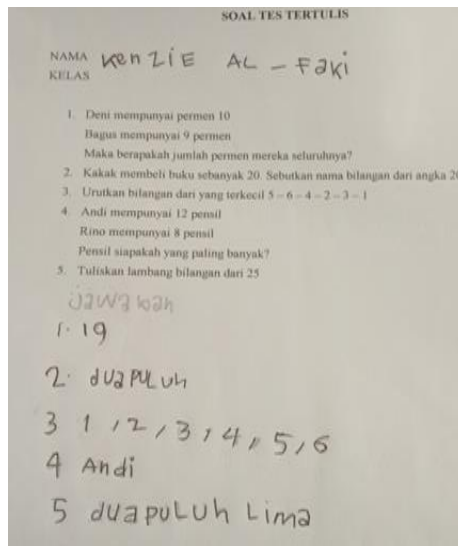 SOAL TES TERTULIS
NAMA Kenzie AL - Faki
KELAS
1. Deni mempunyai permen 10
Bagus mempunyai 9 permen
Maka berapakah jumlah permen mereka seluruhnya?
2. Kakak membeli buku sebanyak 20. Sebutkan nama bilangan dari angka 20
3. Urutkan bilangan dari yang terkecil 5 – 6 – 4 – 2 – 3 – 1
4. Andi mempunyai 12 pensil
Rino mempunyai 8 pensil
Pensil siapakah yang paling banyak?
5. Tuliskan lambang bilangan dari 25
Jawaban
1. 19
2. duapuluh
3 1, 2, 3, 4, 5, 6
4 Andi
5 duapuluh Lima